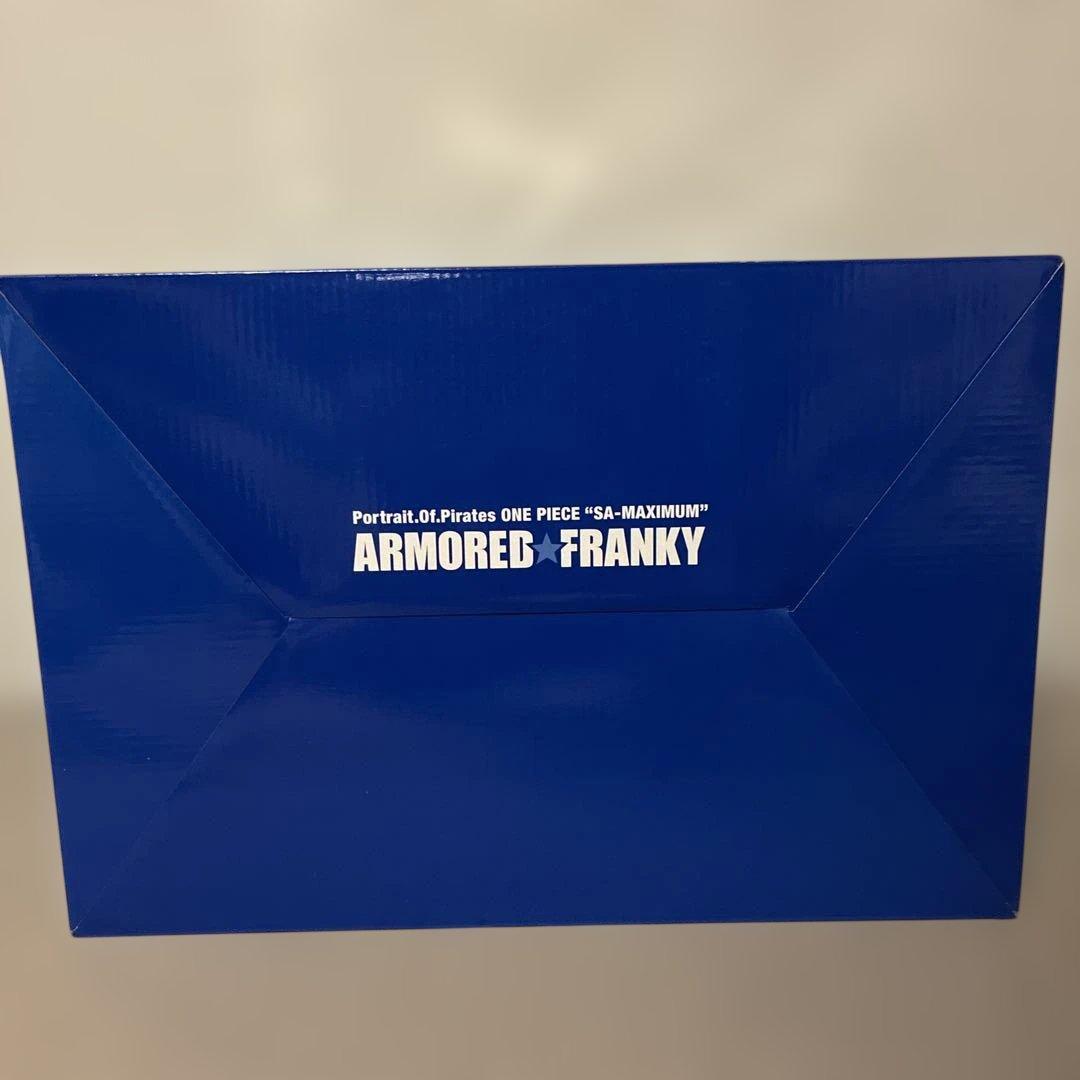 Portrait.Of.Pirates ONE PIECE “SA-MAXIMUM”
ARMORED★FRANKY